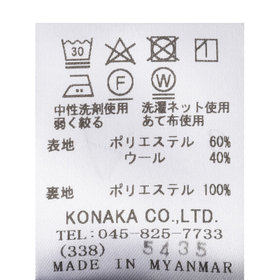 30
F W
中性洗剤使用 洗濯ネット使用
弱く絞る あて布使用
表地 ポリエステル 60%
ウール 40%
裏地 ポリエステル 100%
KONAKA CO.,LTD.
TEL:045-825-7733
(338) 5435
MADE IN MYANMAR